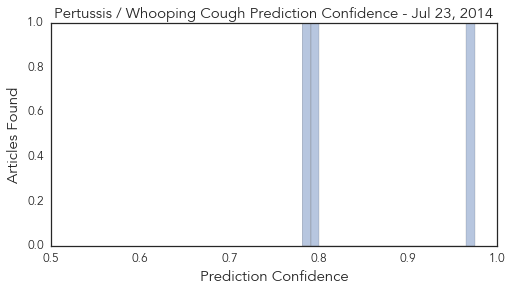 Pertussis / Whooping Cough Prediction Confidence - Jul 23, 2014
1.0
0.8
0.6
0.4
0.2
0.0
Articles Found
0.5 0.6 0.7 0.8 0.9 1.0
Prediction Confidence